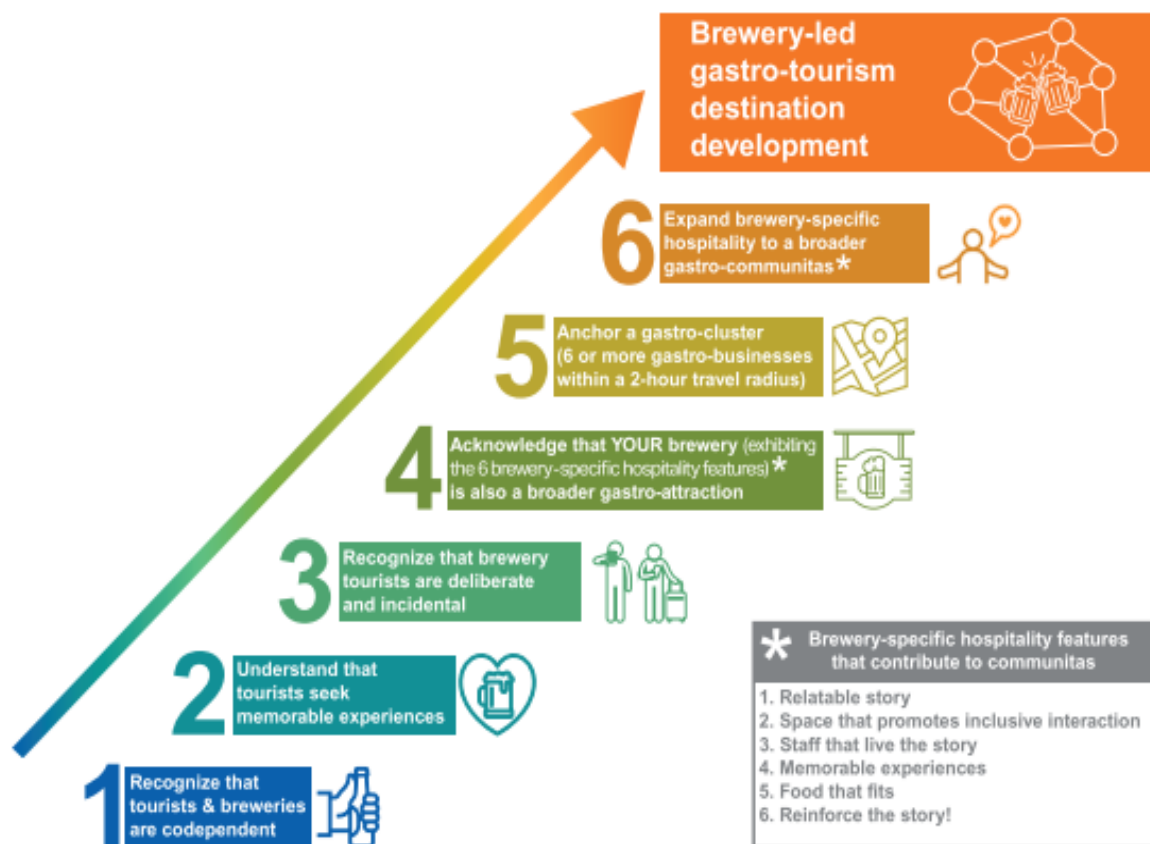 Brewery-led
gastro-tourism
destination
development
6
Expand brewery-specific
hospitality to a broader
gastro-communitas*
5
Anchor a gastro-cluster
(6 or more gastro-businesses
within a 2-hour travel radius)
4
Acknowledge that YOUR brewery (exhibiting
the 6 brewery-specific hospitality features)*
is also a broader gastro-attraction
3
Recognize that brewery
tourists are deliberate
and incidental
2
Understand that
tourists seek
memorable experiences
1
Recognize that
tourists & breweries
are codependent
* Brewery-specific hospitality features
that contribute to communitas
1. Relatable story
2. Space that promotes inclusive interaction
3. Staff that live the story
4. Memorable experiences
5. Food that fits
6. Reinforce the story!